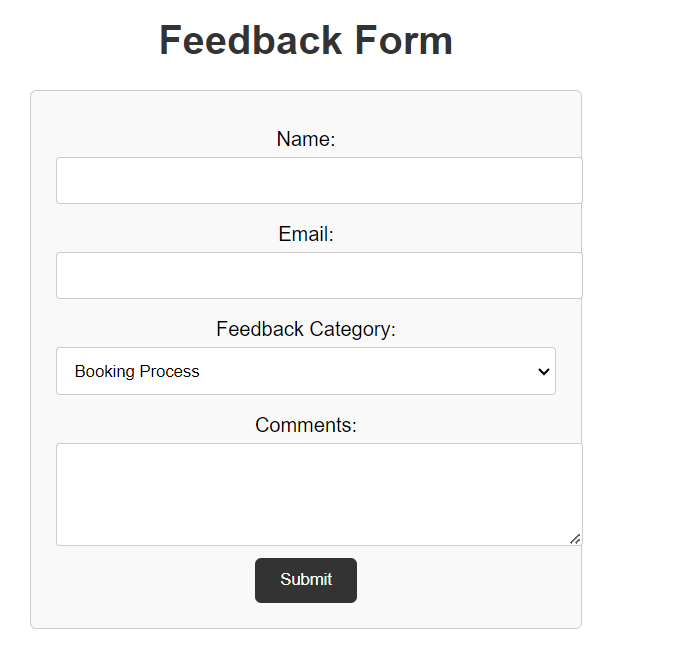 Feedback Form
Name:
Email:
Feedback Category:
Booking Process
Comments:
Submit